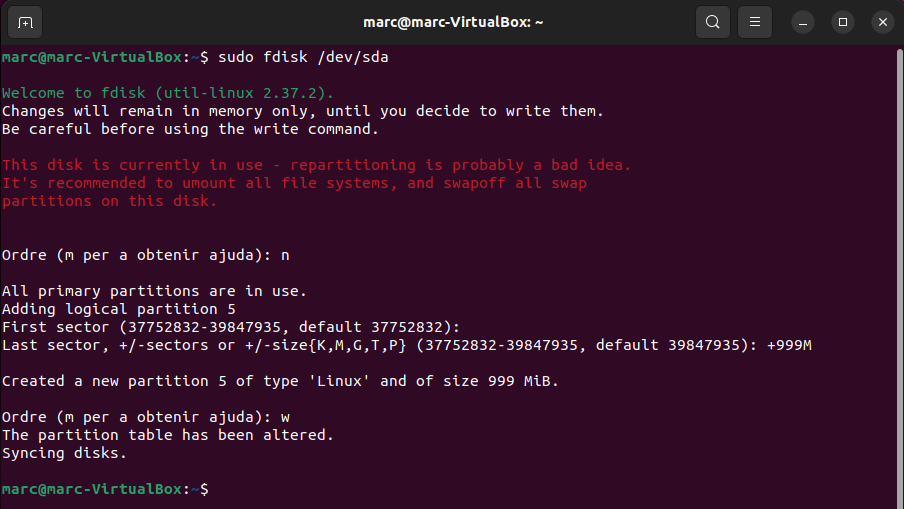 marc@marc-VirtualBox: ~
marc@marc-VirtualBox:~$ sudo fdisk /dev/sda
Welcome to fdisk (util-linux 2.37.2).
Changes will remain in memory only, until you decide to write them.
Be careful before using the write command.
This disk is currently in use - repartitioning is probably a bad idea.
It's recommended to umount all file systems, and swapoff all swap
partitions on this disk.
Ordre (m per a obtenir ajuda): n
All primary partitions are in use.
Adding logical partition 5
First sector (37752832-39847935, default 37752832):
Last sector, +/-sectors or +/-size{K,M,G,T,P} (37752832-39847935, default 39847935): +999M
Created a new partition 5 of type 'Linux' and of size 999 MiB.
Ordre (m per a obtenir ajuda): w
The partition table has been altered.
Syncing disks.
marc@marc-VirtualBox:~$